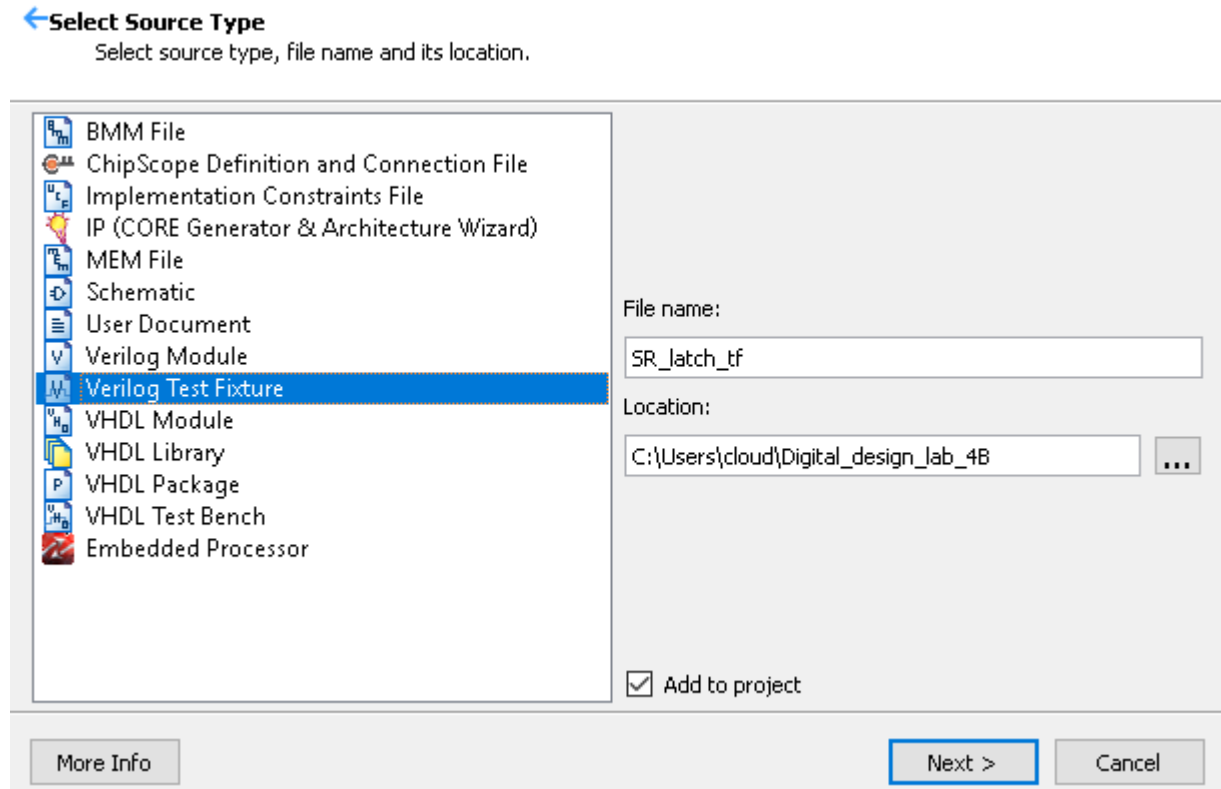 Select Source Type
Select source type, file name and its location.
BMM File
ChipScope Definition and Connection File
Implementation Constraints File
IP (CORE Generator & Architecture Wizard)
MEM File
Schematic
User Document
Verilog Module
Verilog Test Fixture
VHDL Module
VHDL Library
VHDL Package
VHDL Test Bench
Embedded Processor
File name:
SR_latch_tf
Location:
C:\Users\cloud\Digital_design_lab_4B
...
Add to project
More Info
Next >
Cancel